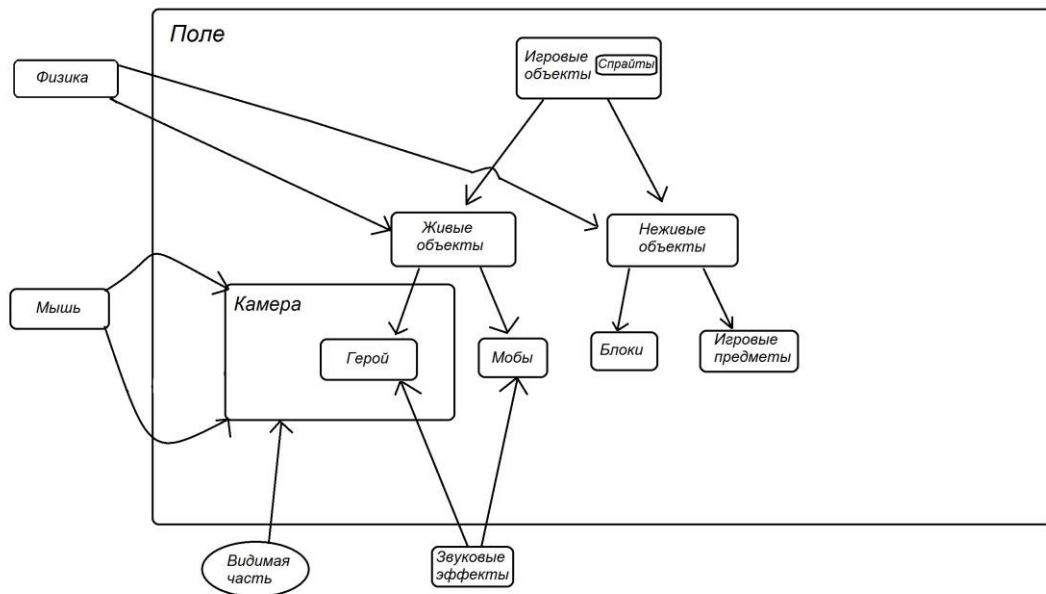 Поле
Игровые
объекты
Спрайты
Физика
Живые
объекты
Неживые
объекты
Мышь
Камера
Герой
Мобы
Блоки
Игровые
предметы
Видимая
часть
Звуковые
эффекты